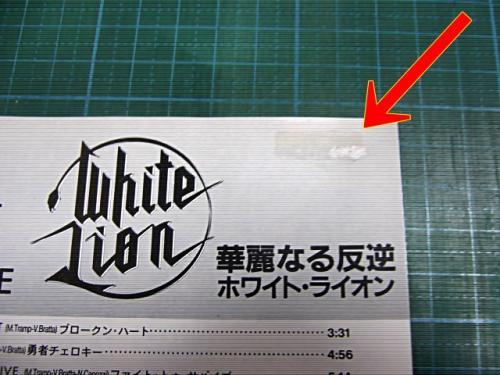 White
Lion
華麗なる反逆
ホワイト・ライオン
E
T (M.Tramp-V.Bratta) ブロークン・ハート 3:31
V.Bratta) 勇者チェロキー 4:56